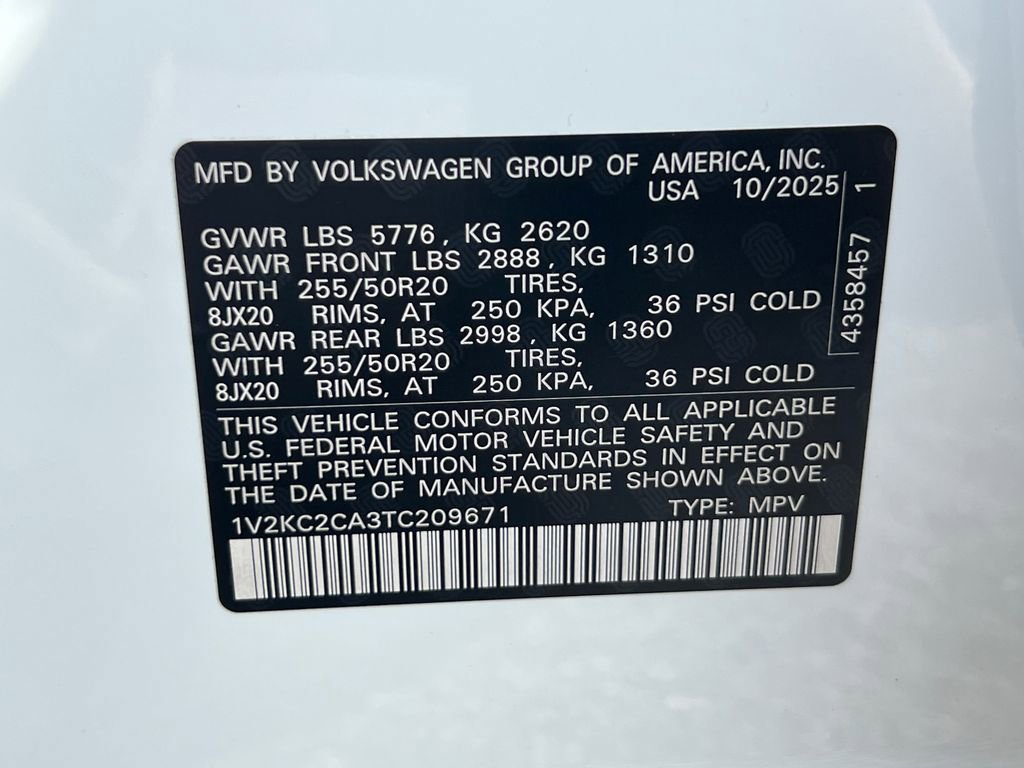 MFD BY VOLKSWAGEN GROUP OF AMERICA, INC.
USA 10/2025
GVWR LBS 5776, KG 2620
GAWR FRONT LBS 2888, KG 1310
WITH 255/50R20 TIRES,
8JX20 RIMS, AT 250 KPA, 36 PSI COLD
GAWR REAR LBS 2998, KG 1360
WITH 255/50R20 TIRES,
8JX20 RIMS, AT 250 KPA, 36 PSI COLD
4358457 1
THIS VEHICLE CONFORMS TO ALL APPLICABLE
U.S. FEDERAL MOTOR VEHICLE SAFETY AND
THEFT PREVENTION STANDARDS IN EFFECT ON
THE DATE OF MANUFACTURE SHOWN ABOVE.
1V2KC2CA3TC209671 TYPE: MPV